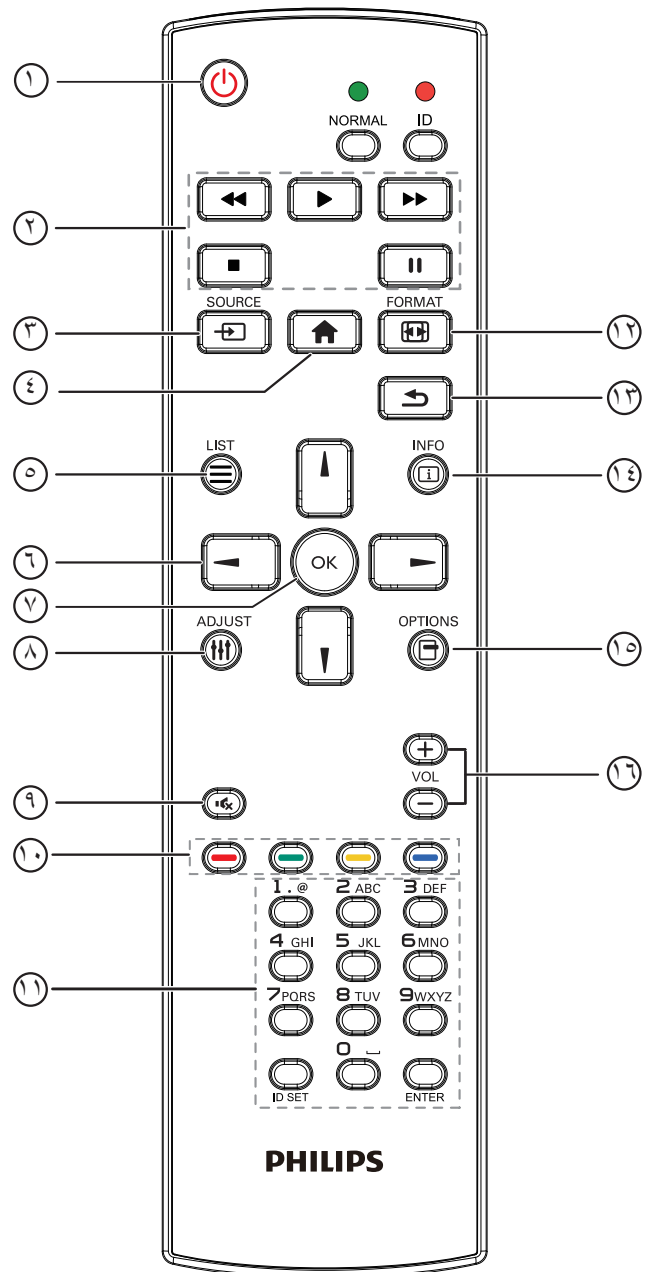 ١
NORMAL ID
٢
SOURCE FORMAT
٣
١٢
٤
١٣
LIST INFO
٥
١٤
٦
OK
٧
ADJUST OPTIONS
٨
١٥
VOL
١٦
٩
١٠
1 . @ 2 ABC 3 DEF
4 GHI 5 JKL 6 MNO
١١
7 PQRS 8 TUV 9 WXYZ
0 ⎵
ID SET ENTER
PHILIPS